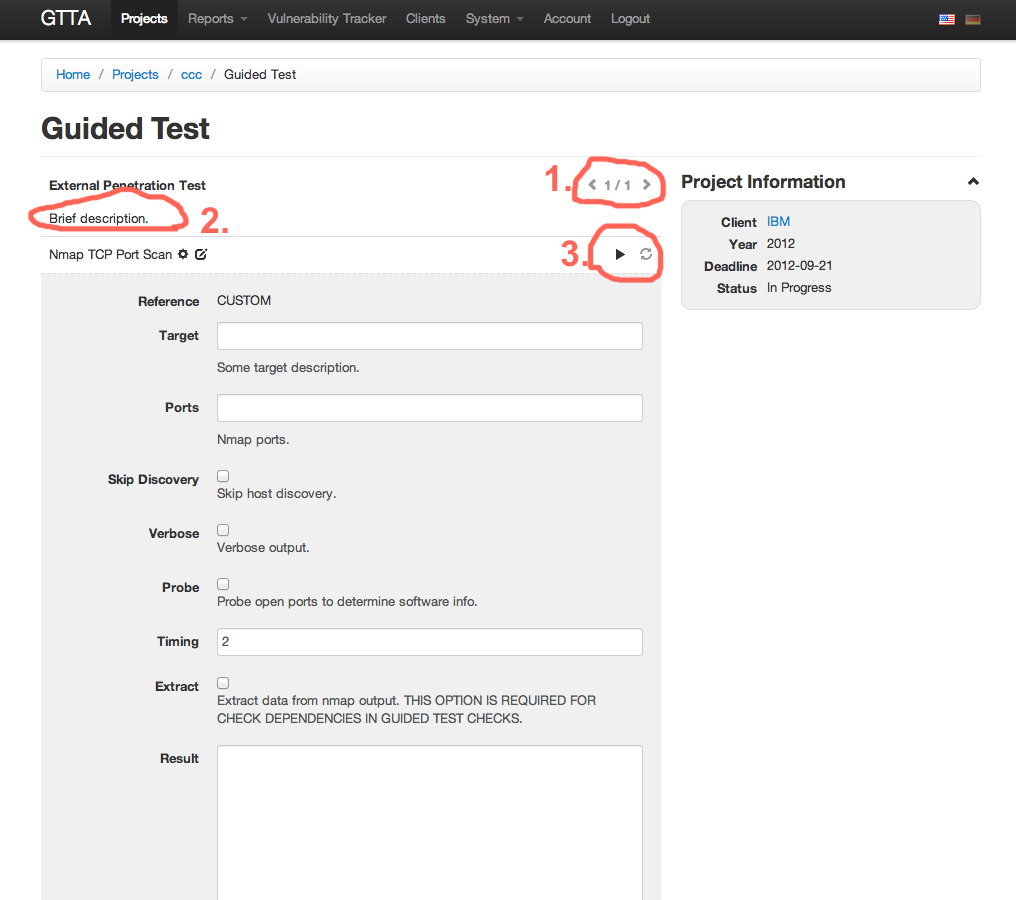 GTTA Projects Reports Vulnerability Tracker Clients System Account Logout
Home / Projects / ccc / Guided Test
Guided Test
External Penetration Test
1.
< 1 / 1 >
Brief description.
2.
Nmap TCP Port Scan
3.
Reference CUSTOM
Target
Some target description.
Ports
Nmap ports.
Skip Discovery
Skip host discovery.
Verbose
Verbose output.
Probe
Probe open ports to determine software info.
Timing 2
Extract
Extract data from nmap output. THIS OPTION IS REQUIRED FOR
CHECK DEPENDENCIES IN GUIDED TEST CHECKS.
Result
Project Information
Client IBM
Year 2012
Deadline 2012-09-21
Status In Progress